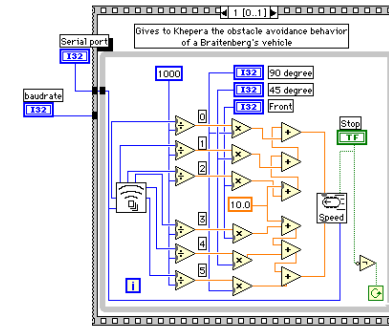 1 [0..1]
Gives to Khepera the obstacle avoidance behavior
of a Braitenberg's vehicle
Serial port
I32
1000
I32 90 degree
I32 45 degree
I32 Front
baudrate
I32
Stop
TF
0
1
2
10.0
Speed
3
4
5
i